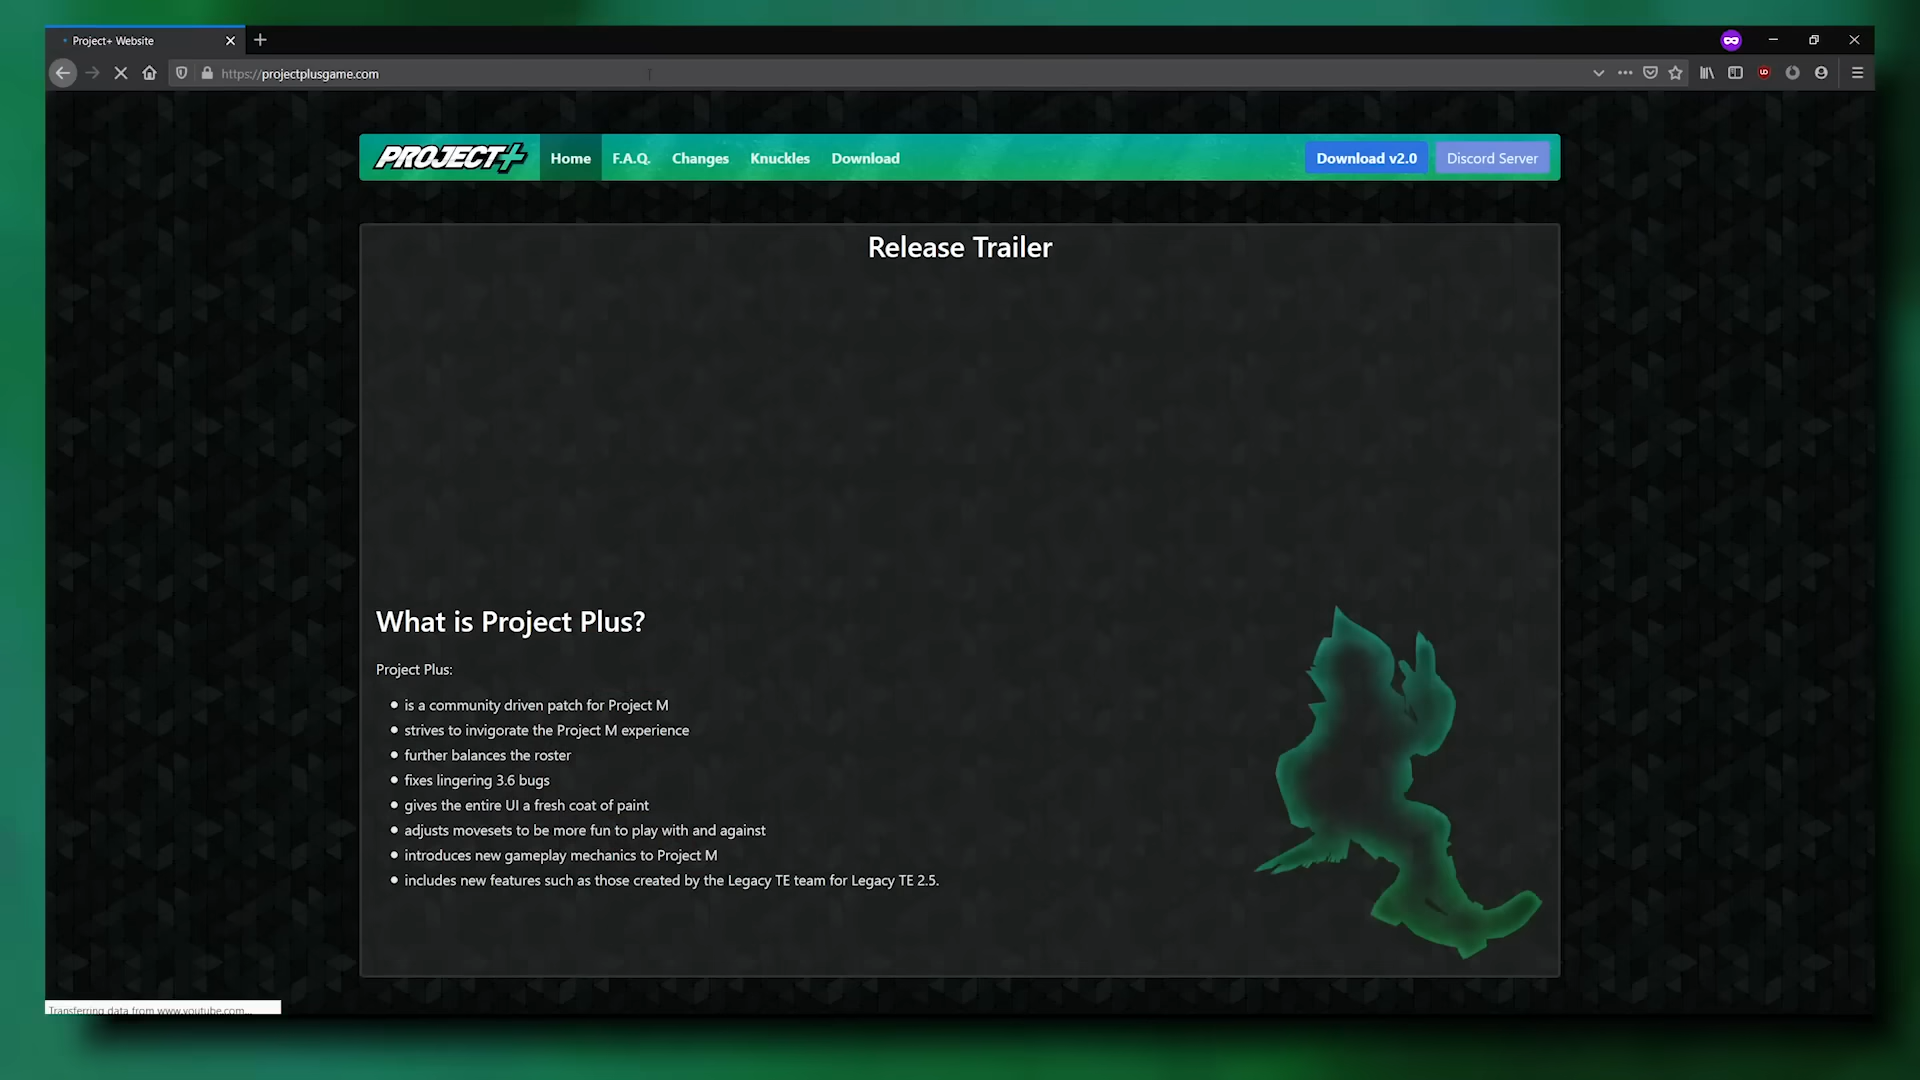 Project+ Website
https://projectplusgame.com
PROJECT+
Home
F.A.Q.
Changes
Knuckles
Download
Download v2.0
Discord Server
Release Trailer
What is Project Plus?
Project Plus:
is a community driven patch for Project M
strives to invigorate the Project M experience
further balances the roster
fixes lingering 3.6 bugs
gives the entire UI a fresh coat of paint
adjusts movesets to be more fun to play with and against
introduces new gameplay mechanics to Project M
includes new features such as those created by the Legacy TE team for Legacy TE 2.5.
Transferring data from www.youtube.com...